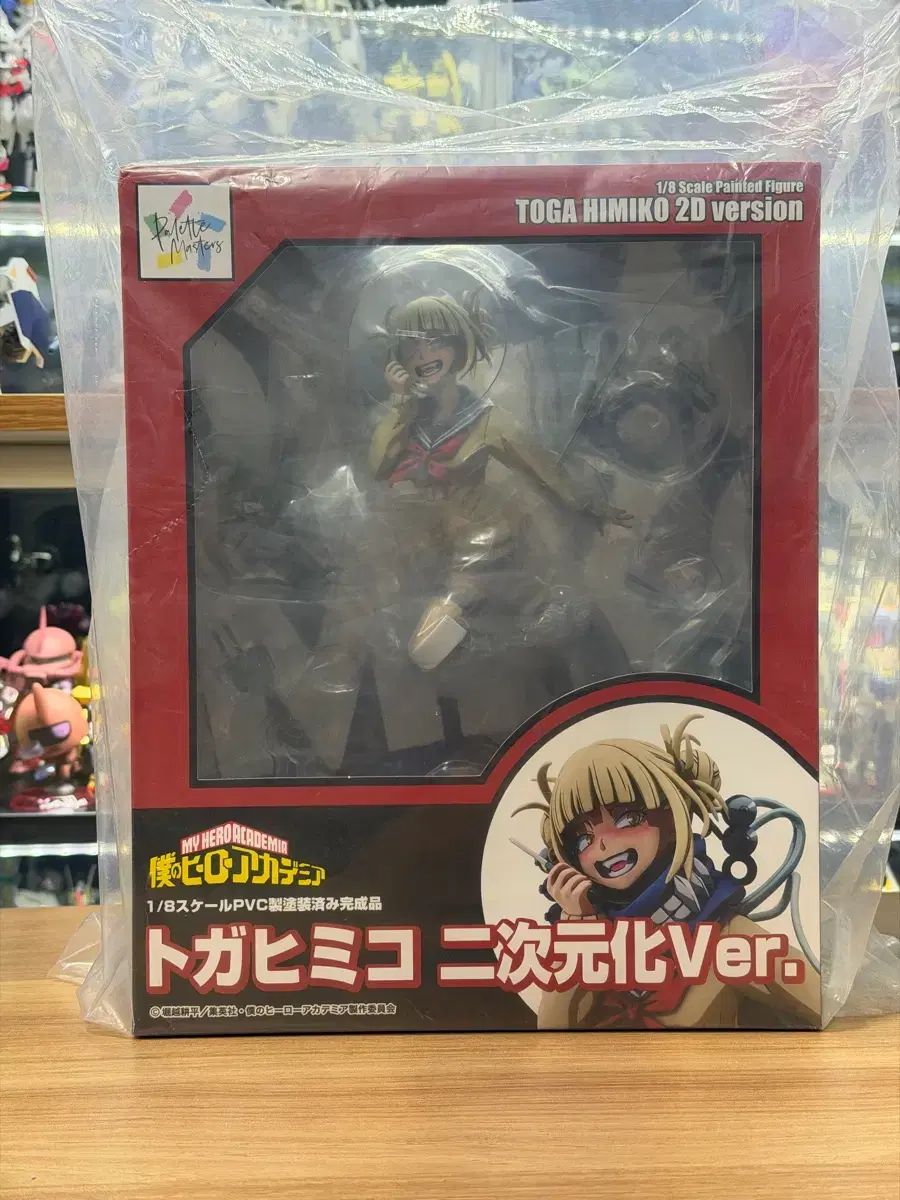 Palette
Masters
1/8 Scale Painted Figure
TOGA HIMIKO 2D version
MY HERO ACADEMIA
僕のヒーローアカデミア
1/8スケールPVC製塗装済み完成品
トガヒミコ 二次元化Ver.
© 堀越耕平／集英社・僕のヒーローアカデミア製作委員会